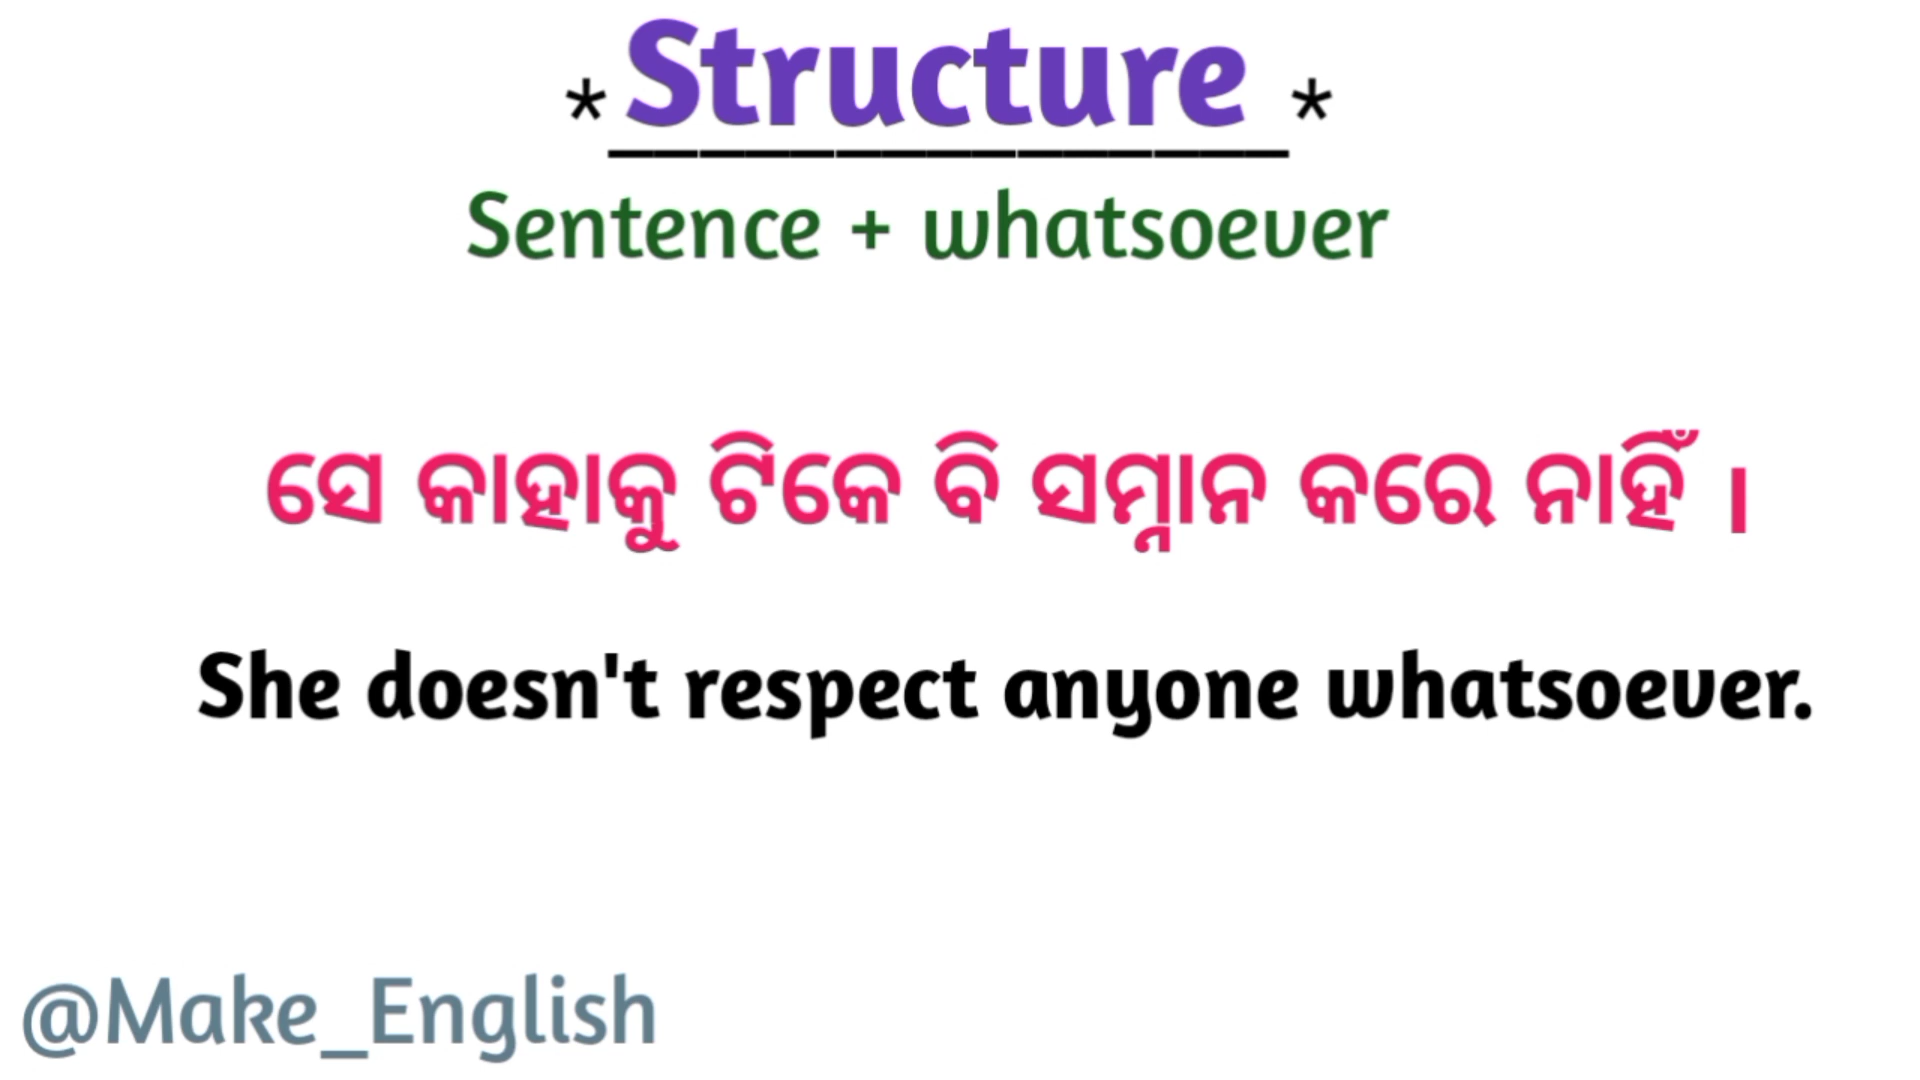 *Structure*
Sentence + whatsoever
ସେ କାହାକୁ ଟିକେ ବି ସମ୍ନାନ କରେ ନାହିଁ ।
She doesn't respect anyone whatsoever.
@Make_English